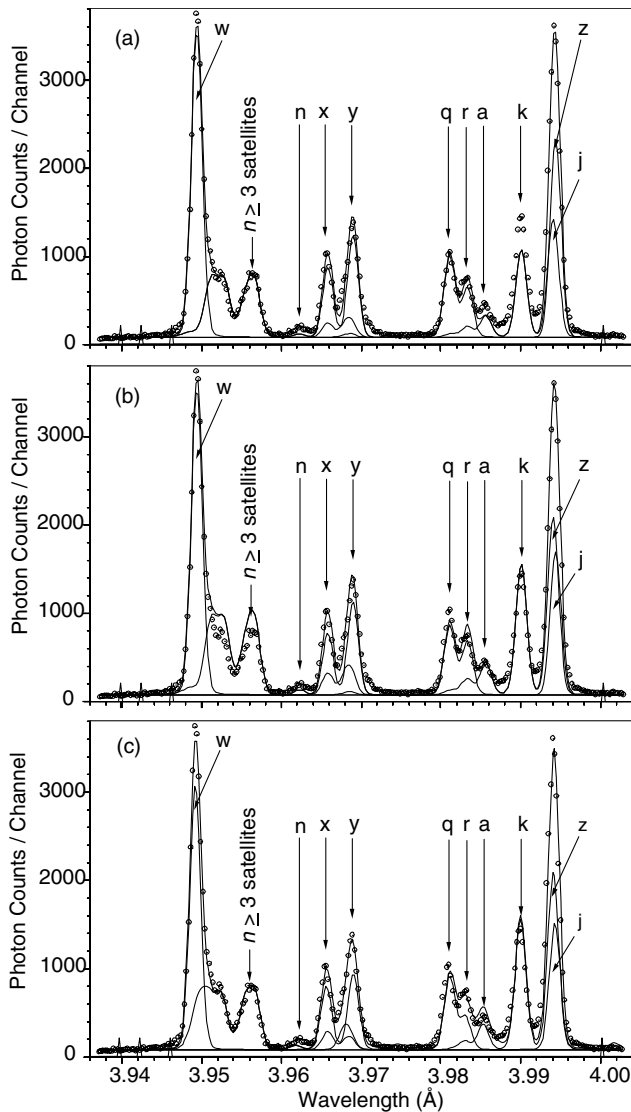 (a)
w
n ≥ 3 satellites
n
x
y
q
r
a
k
z
j
Photon Counts / Channel
3000
2000
1000
0
(b)
w
n ≥ 3 satellites
n
x
y
q
r
a
k
z
j
Photon Counts / Channel
3000
2000
1000
0
(c)
w
n ≥ 3 satellites
n
x
y
q
r
a
k
z
j
Photon Counts / Channel
3000
2000
1000
0
3.94 3.95 3.96 3.97 3.98 3.99 4.00
Wavelength (Å)